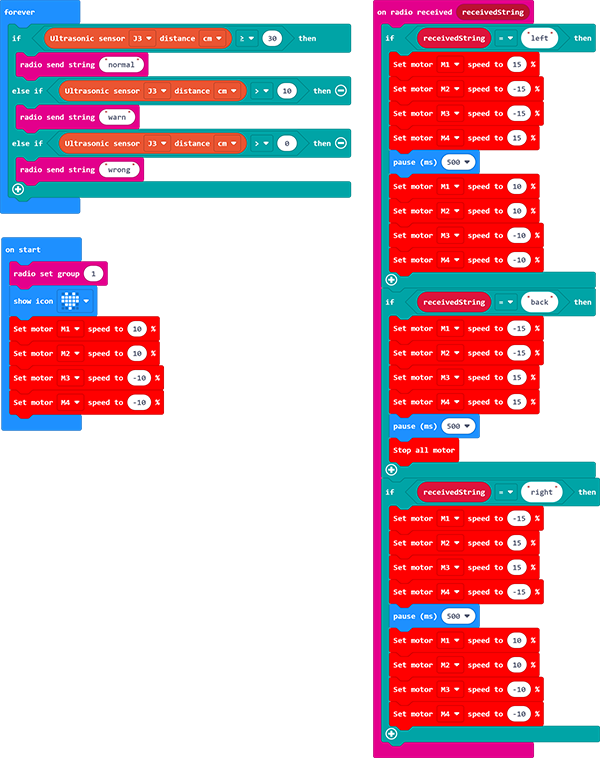 forever
if Ultrasonic sensor J3 distance cm ≥ 30 then
radio send string "normal"
else if Ultrasonic sensor J3 distance cm > 10 then
radio send string "warn"
else if Ultrasonic sensor J3 distance cm > 0 then
radio send string "wrong"
on start
radio set group 1
show icon
Set motor M1 speed to 10 %
Set motor M2 speed to 10 %
Set motor M3 speed to -10 %
Set motor M4 speed to -10 %
on radio received receivedString
if receivedString = "left" then
Set motor M1 speed to 15 %
Set motor M2 speed to -15 %
Set motor M3 speed to -15 %
Set motor M4 speed to 15 %
pause (ms) 500
Set motor M1 speed to 10 %
Set motor M2 speed to 10 %
Set motor M3 speed to -10 %
Set motor M4 speed to -10 %
if receivedString = "back" then
Set motor M1 speed to -15 %
Set motor M2 speed to -15 %
Set motor M3 speed to 15 %
Set motor M4 speed to 15 %
pause (ms) 500
Stop all motor
if receivedString = "right" then
Set motor M1 speed to -15 %
Set motor M2 speed to 15 %
Set motor M3 speed to 15 %
Set motor M4 speed to -15 %
pause (ms) 500
Set motor M1 speed to 10 %
Set motor M2 speed to 10 %
Set motor M3 speed to -10 %
Set motor M4 speed to -10 %